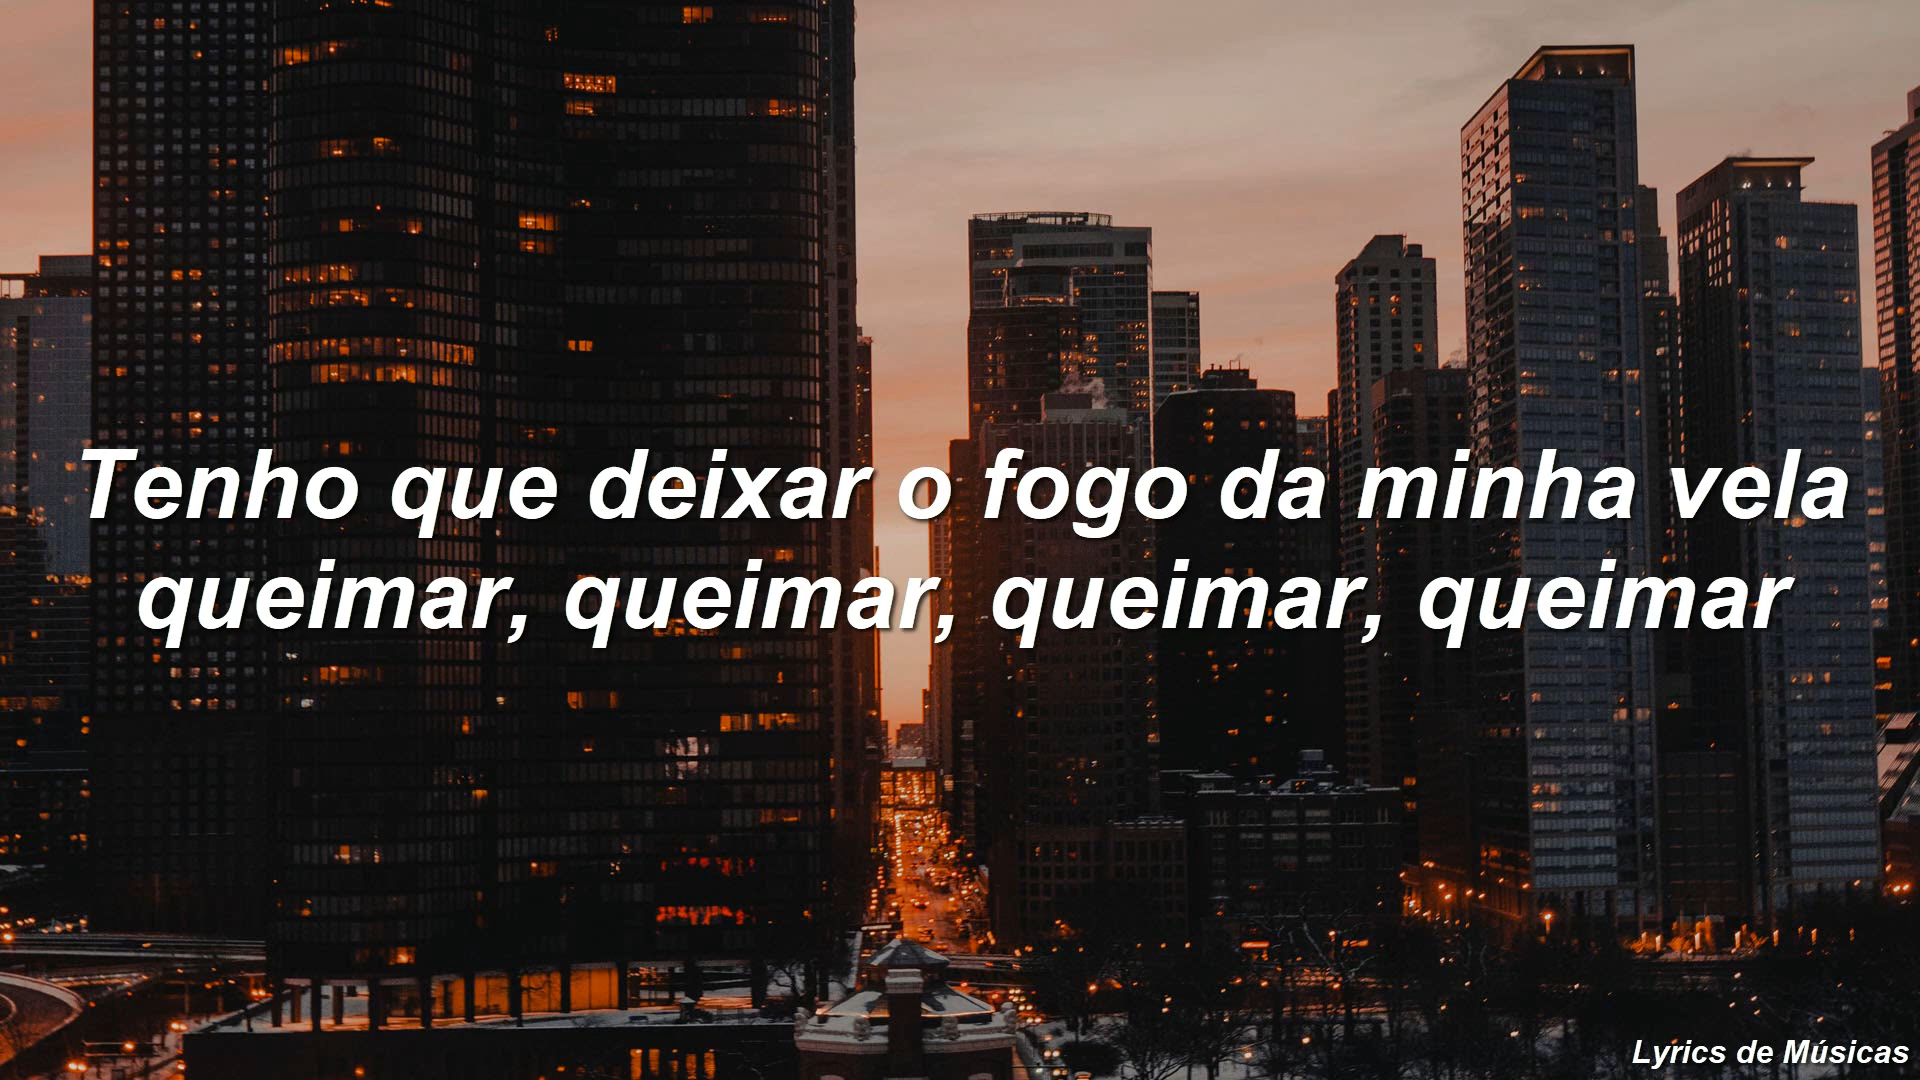 Tenho que deixar o fogo da minha vela
queimar, queimar, queimar, queimar
Lyrics de Músicas